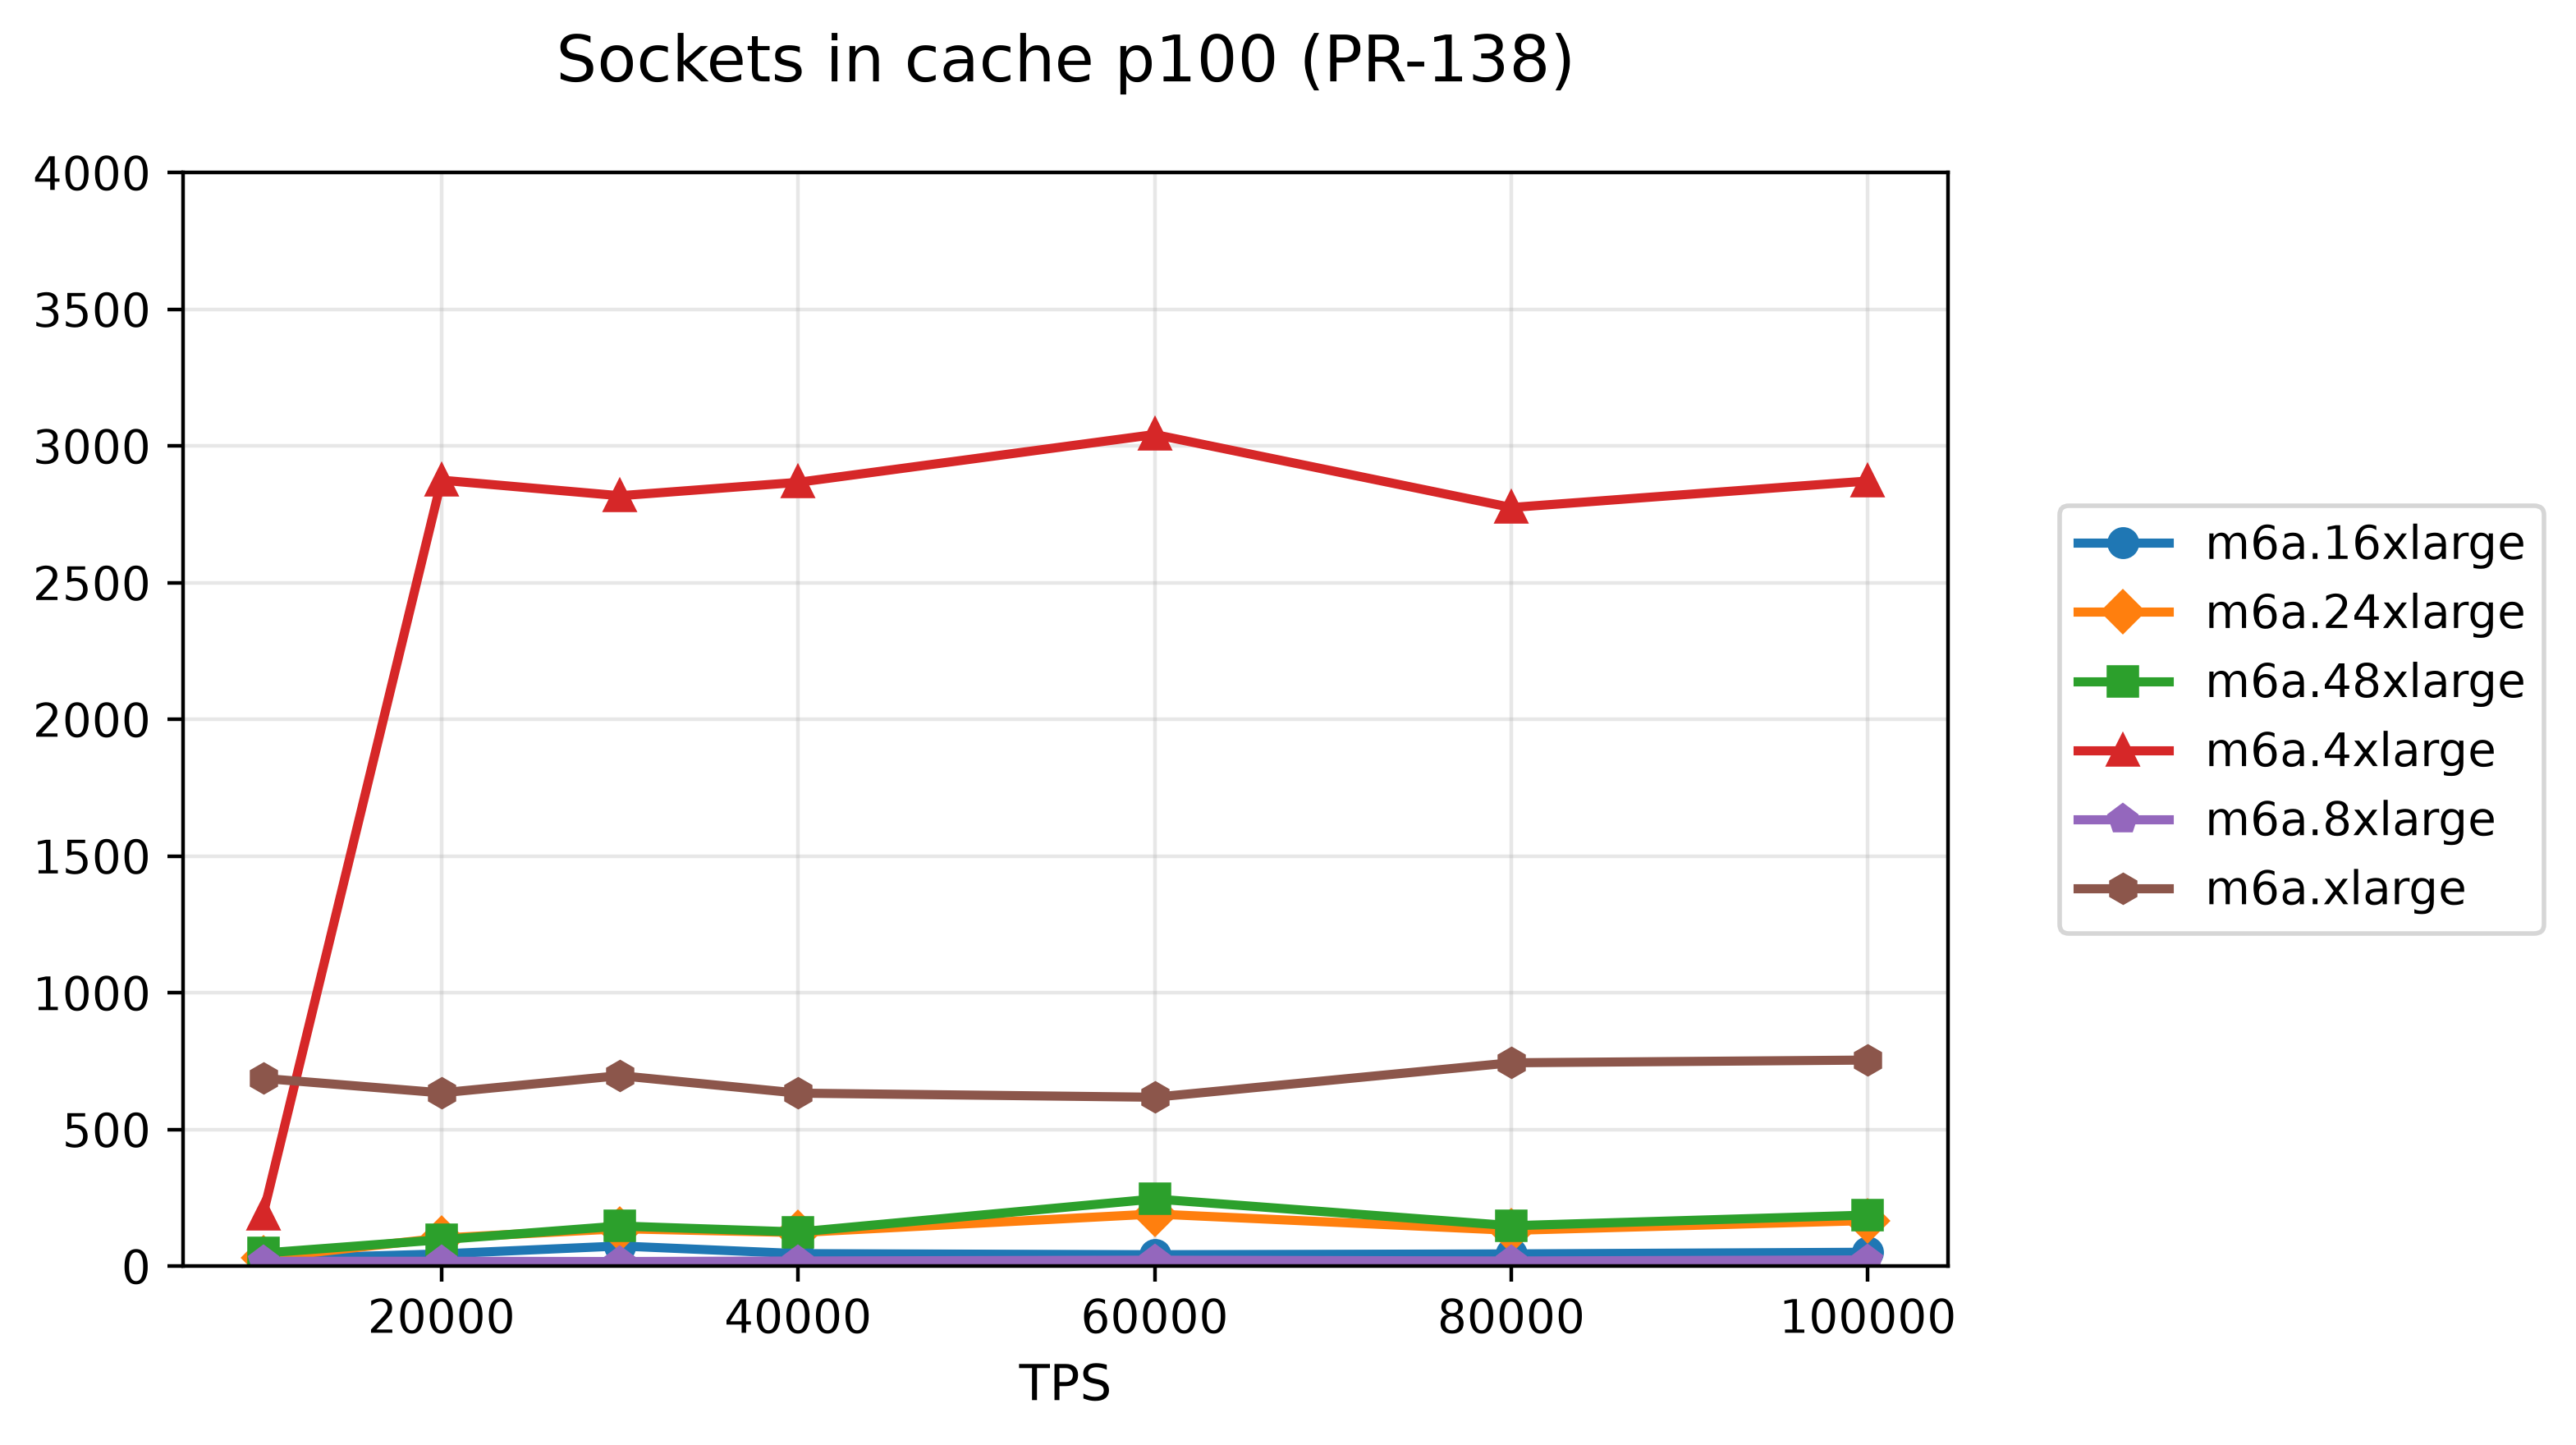 Sockets in cache p100 (PR-138)
4000
3500
3000
2500
2000
1500
1000
500
0
20000 40000 60000 80000 100000
TPS
m6a.16xlarge
m6a.24xlarge
m6a.48xlarge
m6a.4xlarge
m6a.8xlarge
m6a.xlarge